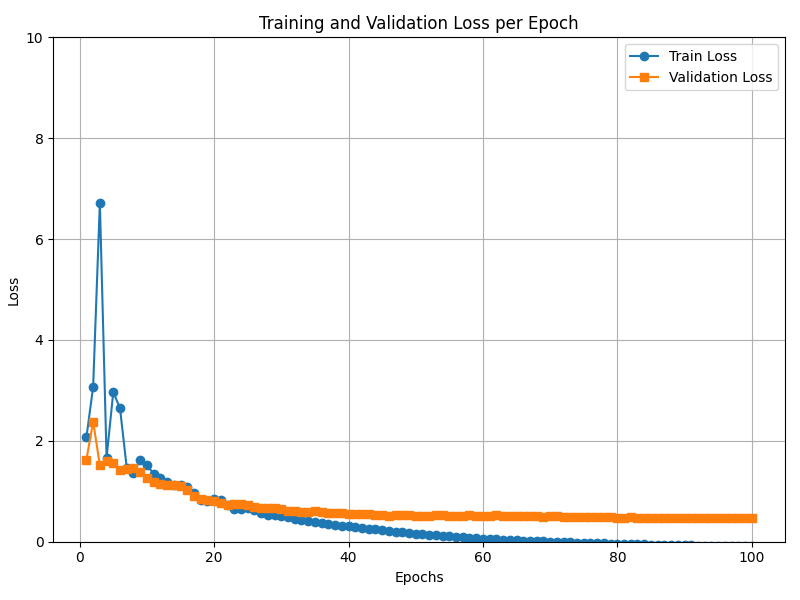 Training and Validation Loss per Epoch
10
Train Loss
Validation Loss
8
6
Loss
4
2
0
0 20 40 60 80 100
Epochs